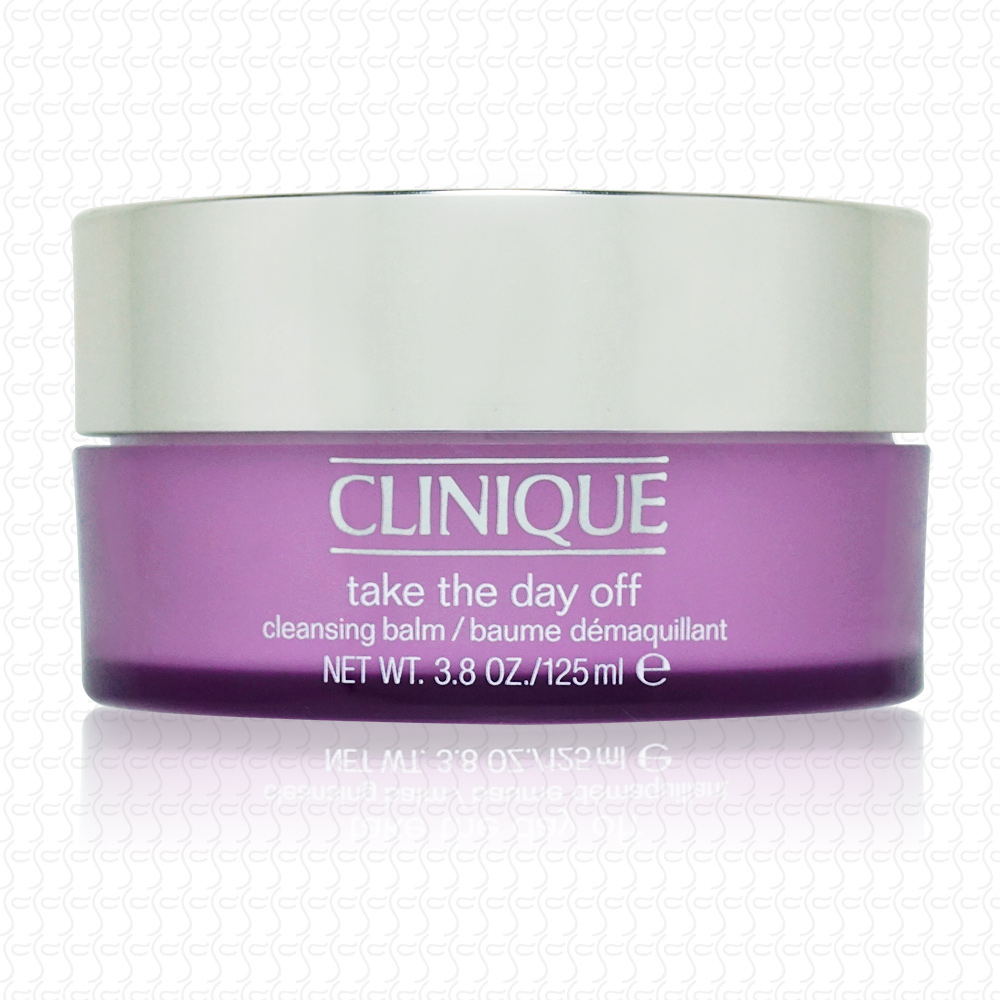 CLINIQUE
take the day off
cleansing balm / baume démaquillant
NET WT. 3.8 OZ./125 ml ℮